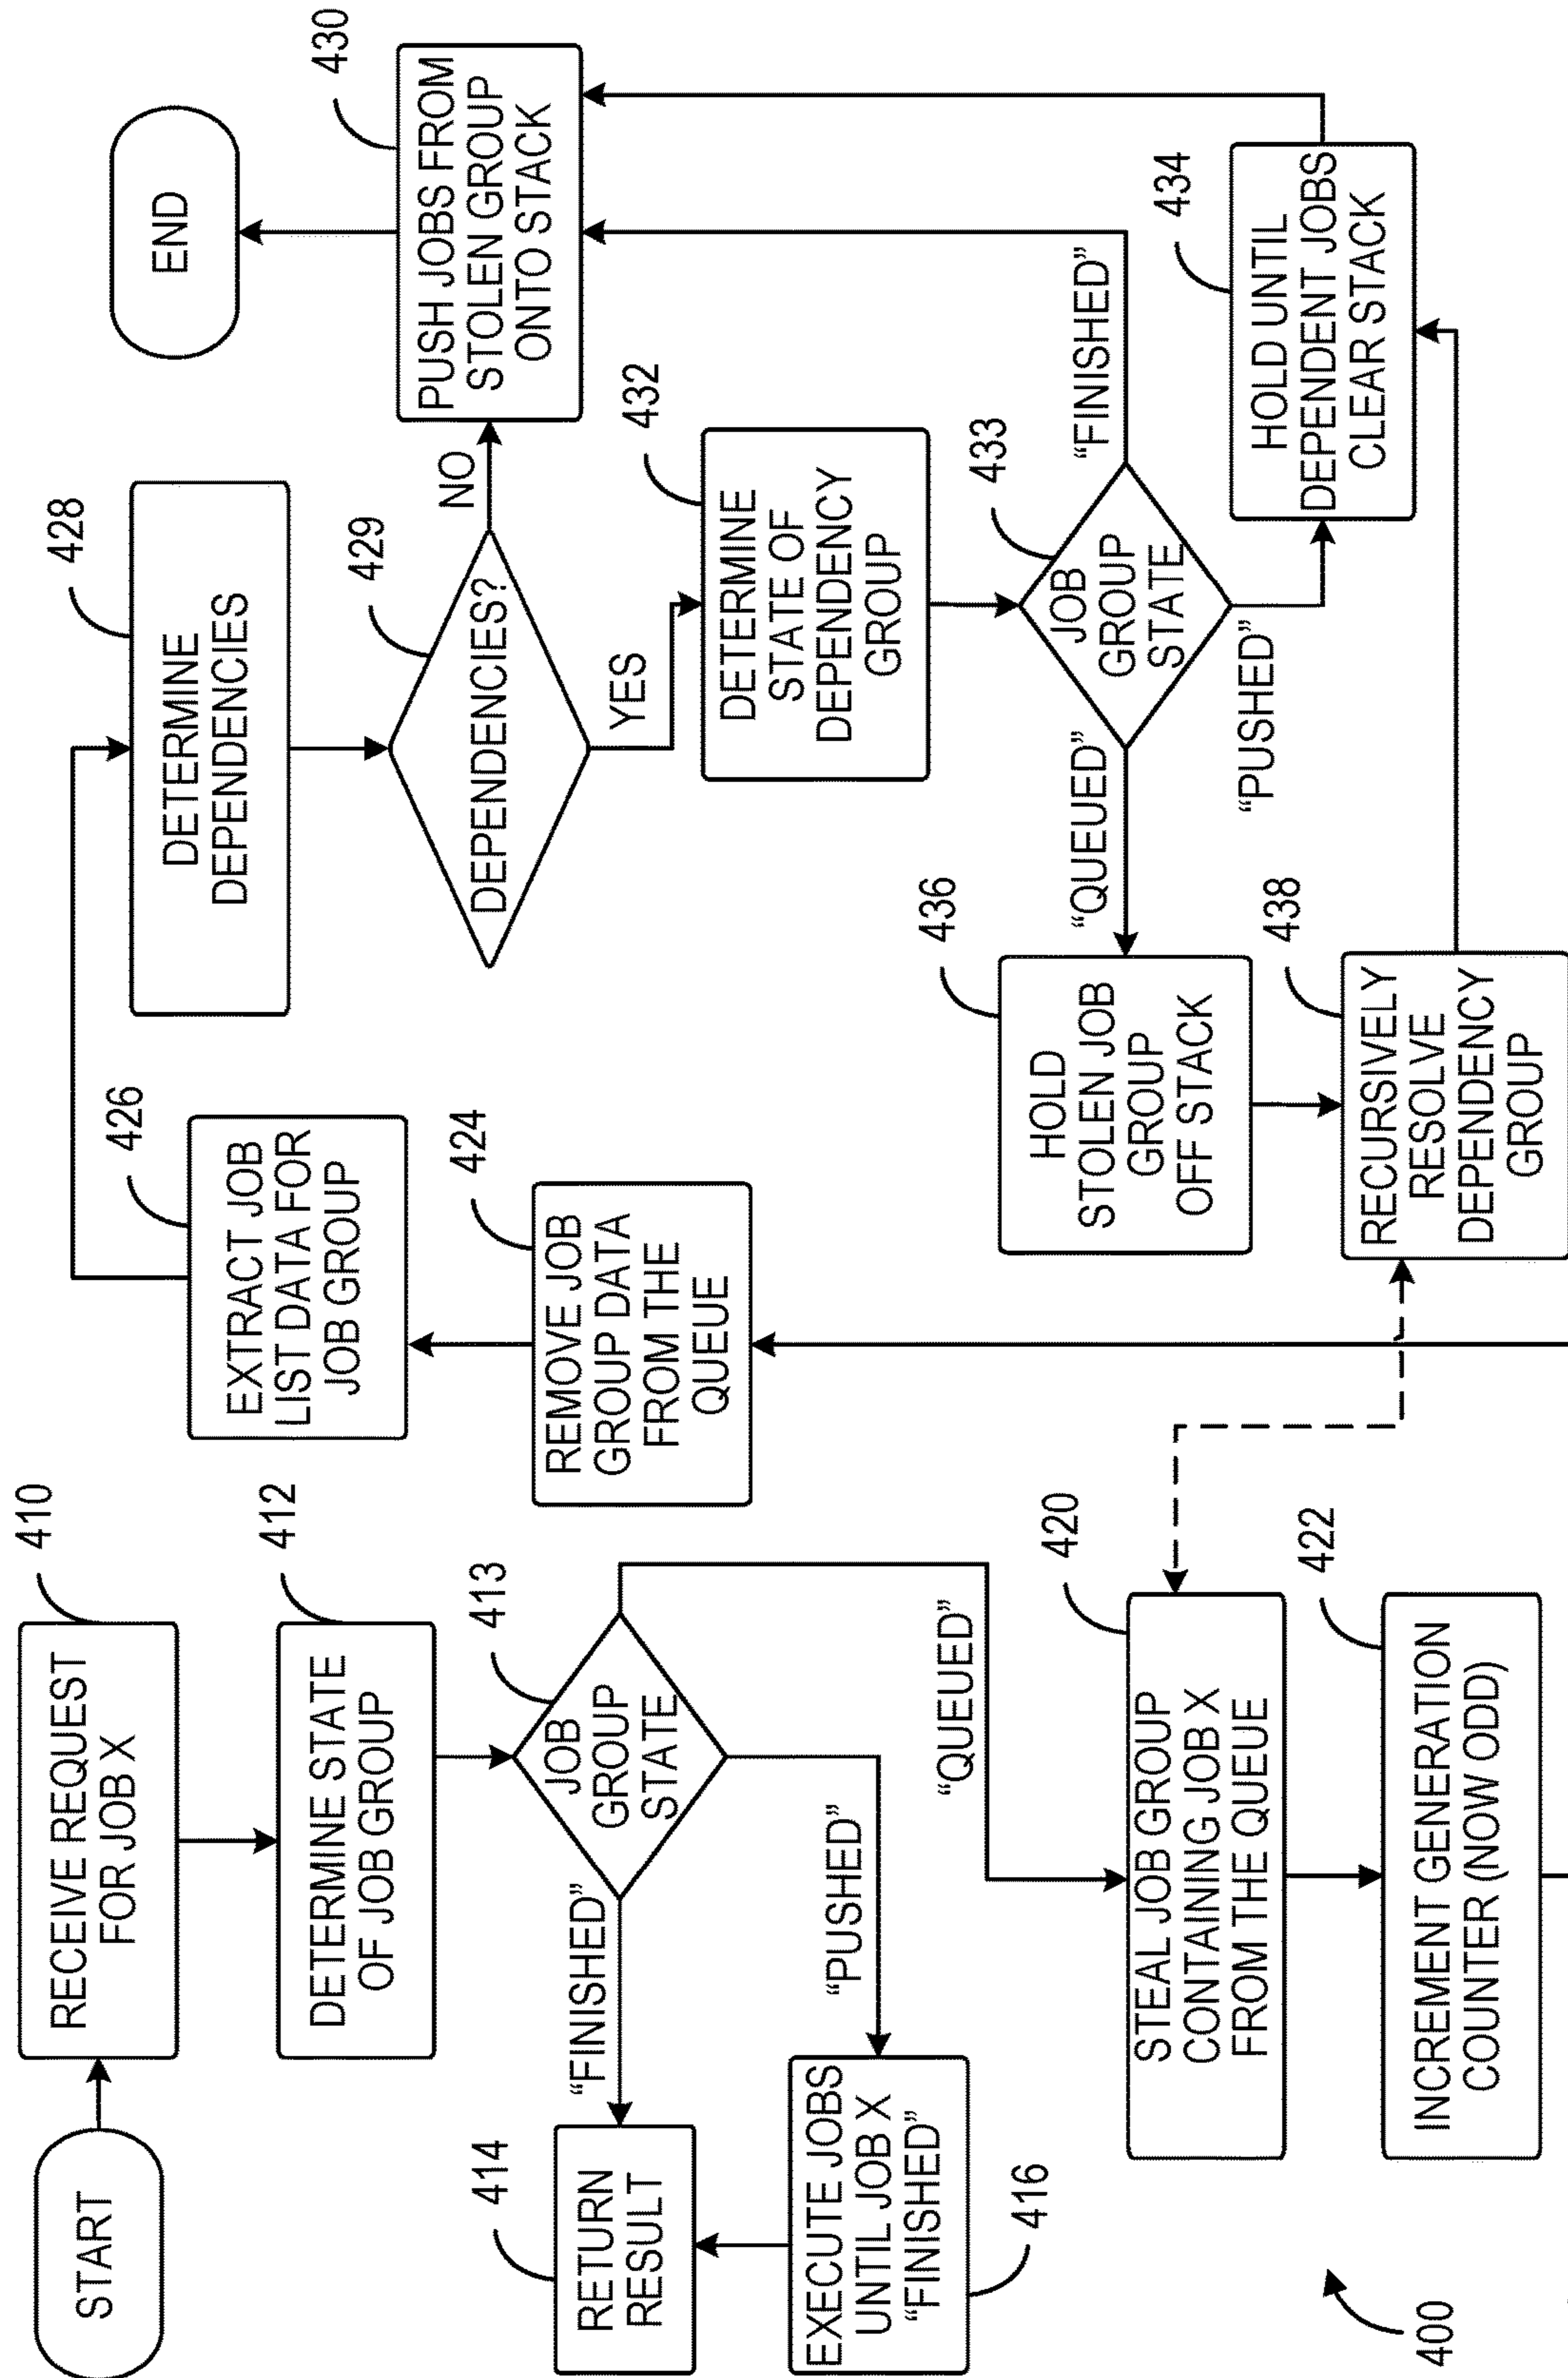 START
410
RECEIVE REQUEST
FOR JOB X
412
DETERMINE STATE
OF JOB GROUP
413
JOB
GROUP
STATE
"FINISHED"
414
RETURN
RESULT
"PUSHED"
EXECUTE JOBS
UNTIL JOB X
"FINISHED"
416
"QUEUED"
420
STEAL JOB GROUP
CONTAINING JOB X
FROM THE QUEUE
422
INCREMENT GENERATION
COUNTER (NOW ODD)
400
424
REMOVE JOB
GROUP DATA
FROM THE
QUEUE
426
EXTRACT JOB
LIST DATA FOR
JOB GROUP
428
DETERMINE
DEPENDENCIES
429
DEPENDENCIES?
NO
YES
430
PUSH JOBS FROM
STOLEN GROUP
ONTO STACK
END
432
DETERMINE
STATE OF
DEPENDENCY
GROUP
433
JOB
GROUP
STATE
"FINISHED"
"QUEUED"
"PUSHED"
434
HOLD UNTIL
DEPENDENT JOBS
CLEAR STACK
436
HOLD
STOLEN JOB
GROUP
OFF STACK
438
RECURSIVELY
RESOLVE
DEPENDENCY
GROUP